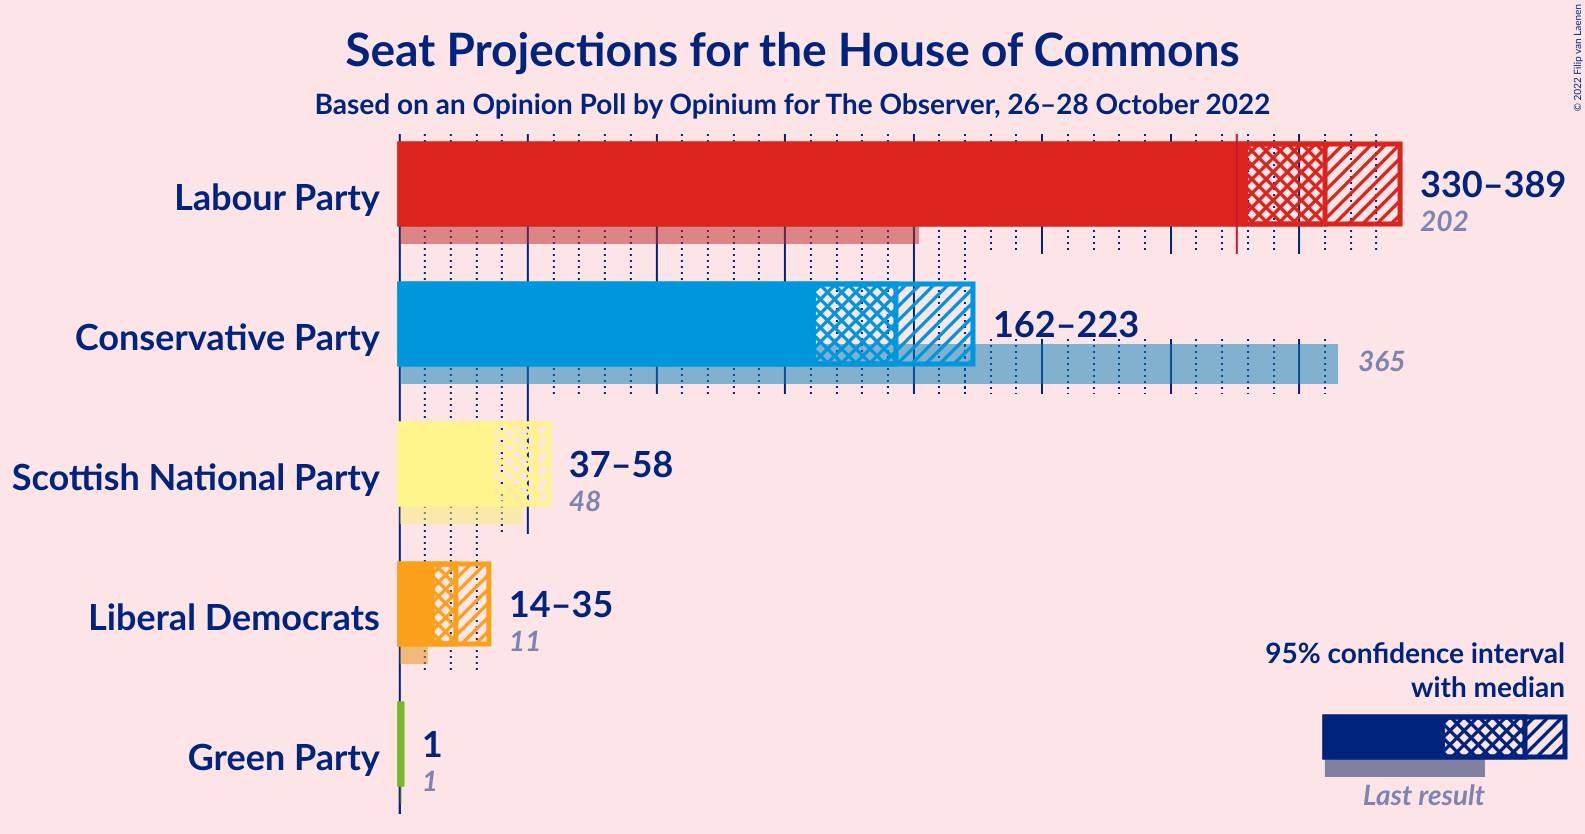 Seat Projections for the House of Commons
Based on an Opinion Poll by Opinium for The Observer, 26–28 October 2022
© 2022 Filip van Laenen
Labour Party
330–389
202
Conservative Party
162–223
365
Scottish National Party
37–58
48
Liberal Democrats
14–35
11
Green Party
1
1
95% confidence interval
with median
Last result